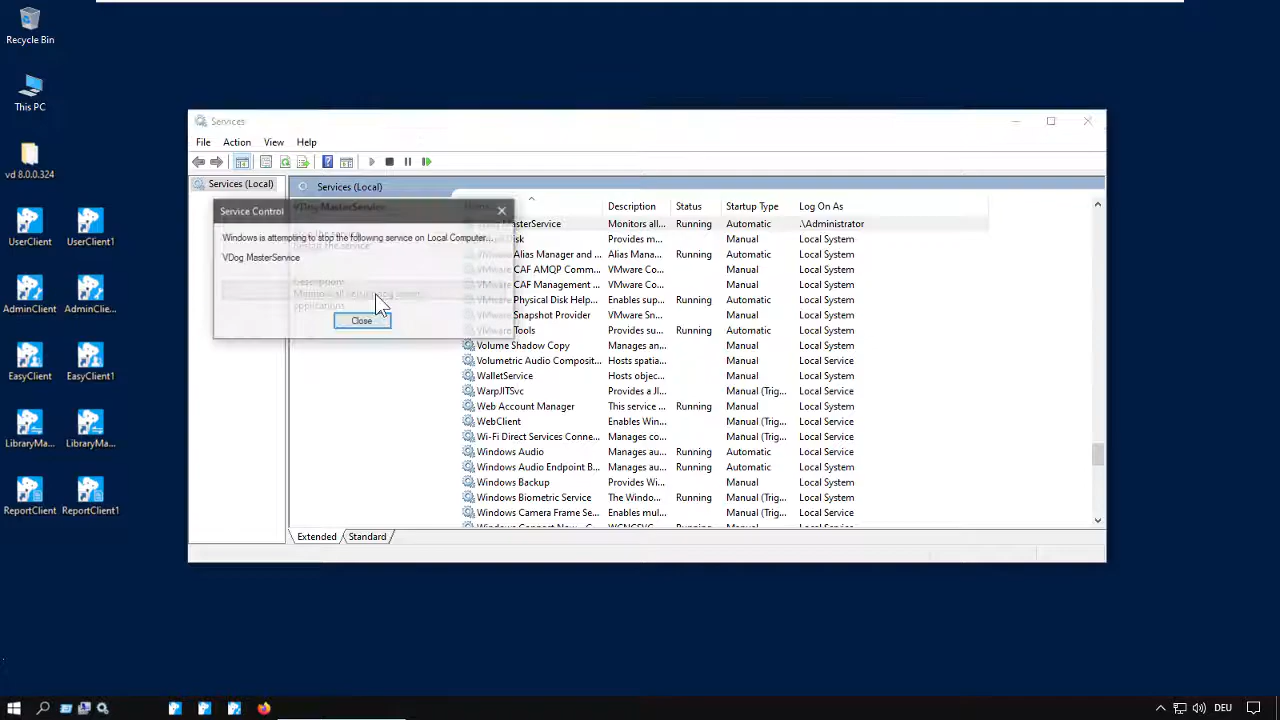 Recycle Bin
This PC
vd 8.0.0.324
UserClient
UserClient1
AdminClient
AdminClie...
EasyClient
EasyClient1
LibraryMa...
LibraryMa...
ReportClient
ReportClient1
Services
File Action View Help
Services (Local)
Services (Local)
VDog MasterService
Service Control
Windows is attempting to stop the following service on Local Computer...
VDog MasterService
Close
Description Status Startup Type Log On As
MasterService Monitors all... Running Automatic .\Administrator
Disk Provides m... Manual Local System
VMware Alias Manager and ... Alias Mana... Running Automatic Local System
VMware CAF AMQP Comm... VMware Co... Manual Local System
VMware CAF Management ... VMware Co... Manual Local System
VMware Physical Disk Help... Enables sup... Running Automatic Local System
VMware Snapshot Provider VMware Sn... Manual Local System
VMware Tools Provides su... Running Automatic Local System
Volume Shadow Copy Manages an... Manual Local System
Volumetric Audio Composit... Hosts spatia... Manual Local Service
WalletService Hosts objec... Manual Local System
WarpJITSvc Provides a JI... Manual (Trig... Local Service
Web Account Manager This service ... Running Manual Local System
WebClient Enables Win... Manual (Trig... Local Service
Wi-Fi Direct Services Conne... Manages co... Manual (Trig... Local Service
Windows Audio Manages au... Running Automatic Local Service
Windows Audio Endpoint B... Manages au... Running Automatic Local System
Windows Backup Provides Wi... Manual Local System
Windows Biometric Service The Windo... Running Manual (Trig... Local System
Windows Camera Frame Se... Enables mul... Manual (Trig... Local Service
Extended Standard
DEU